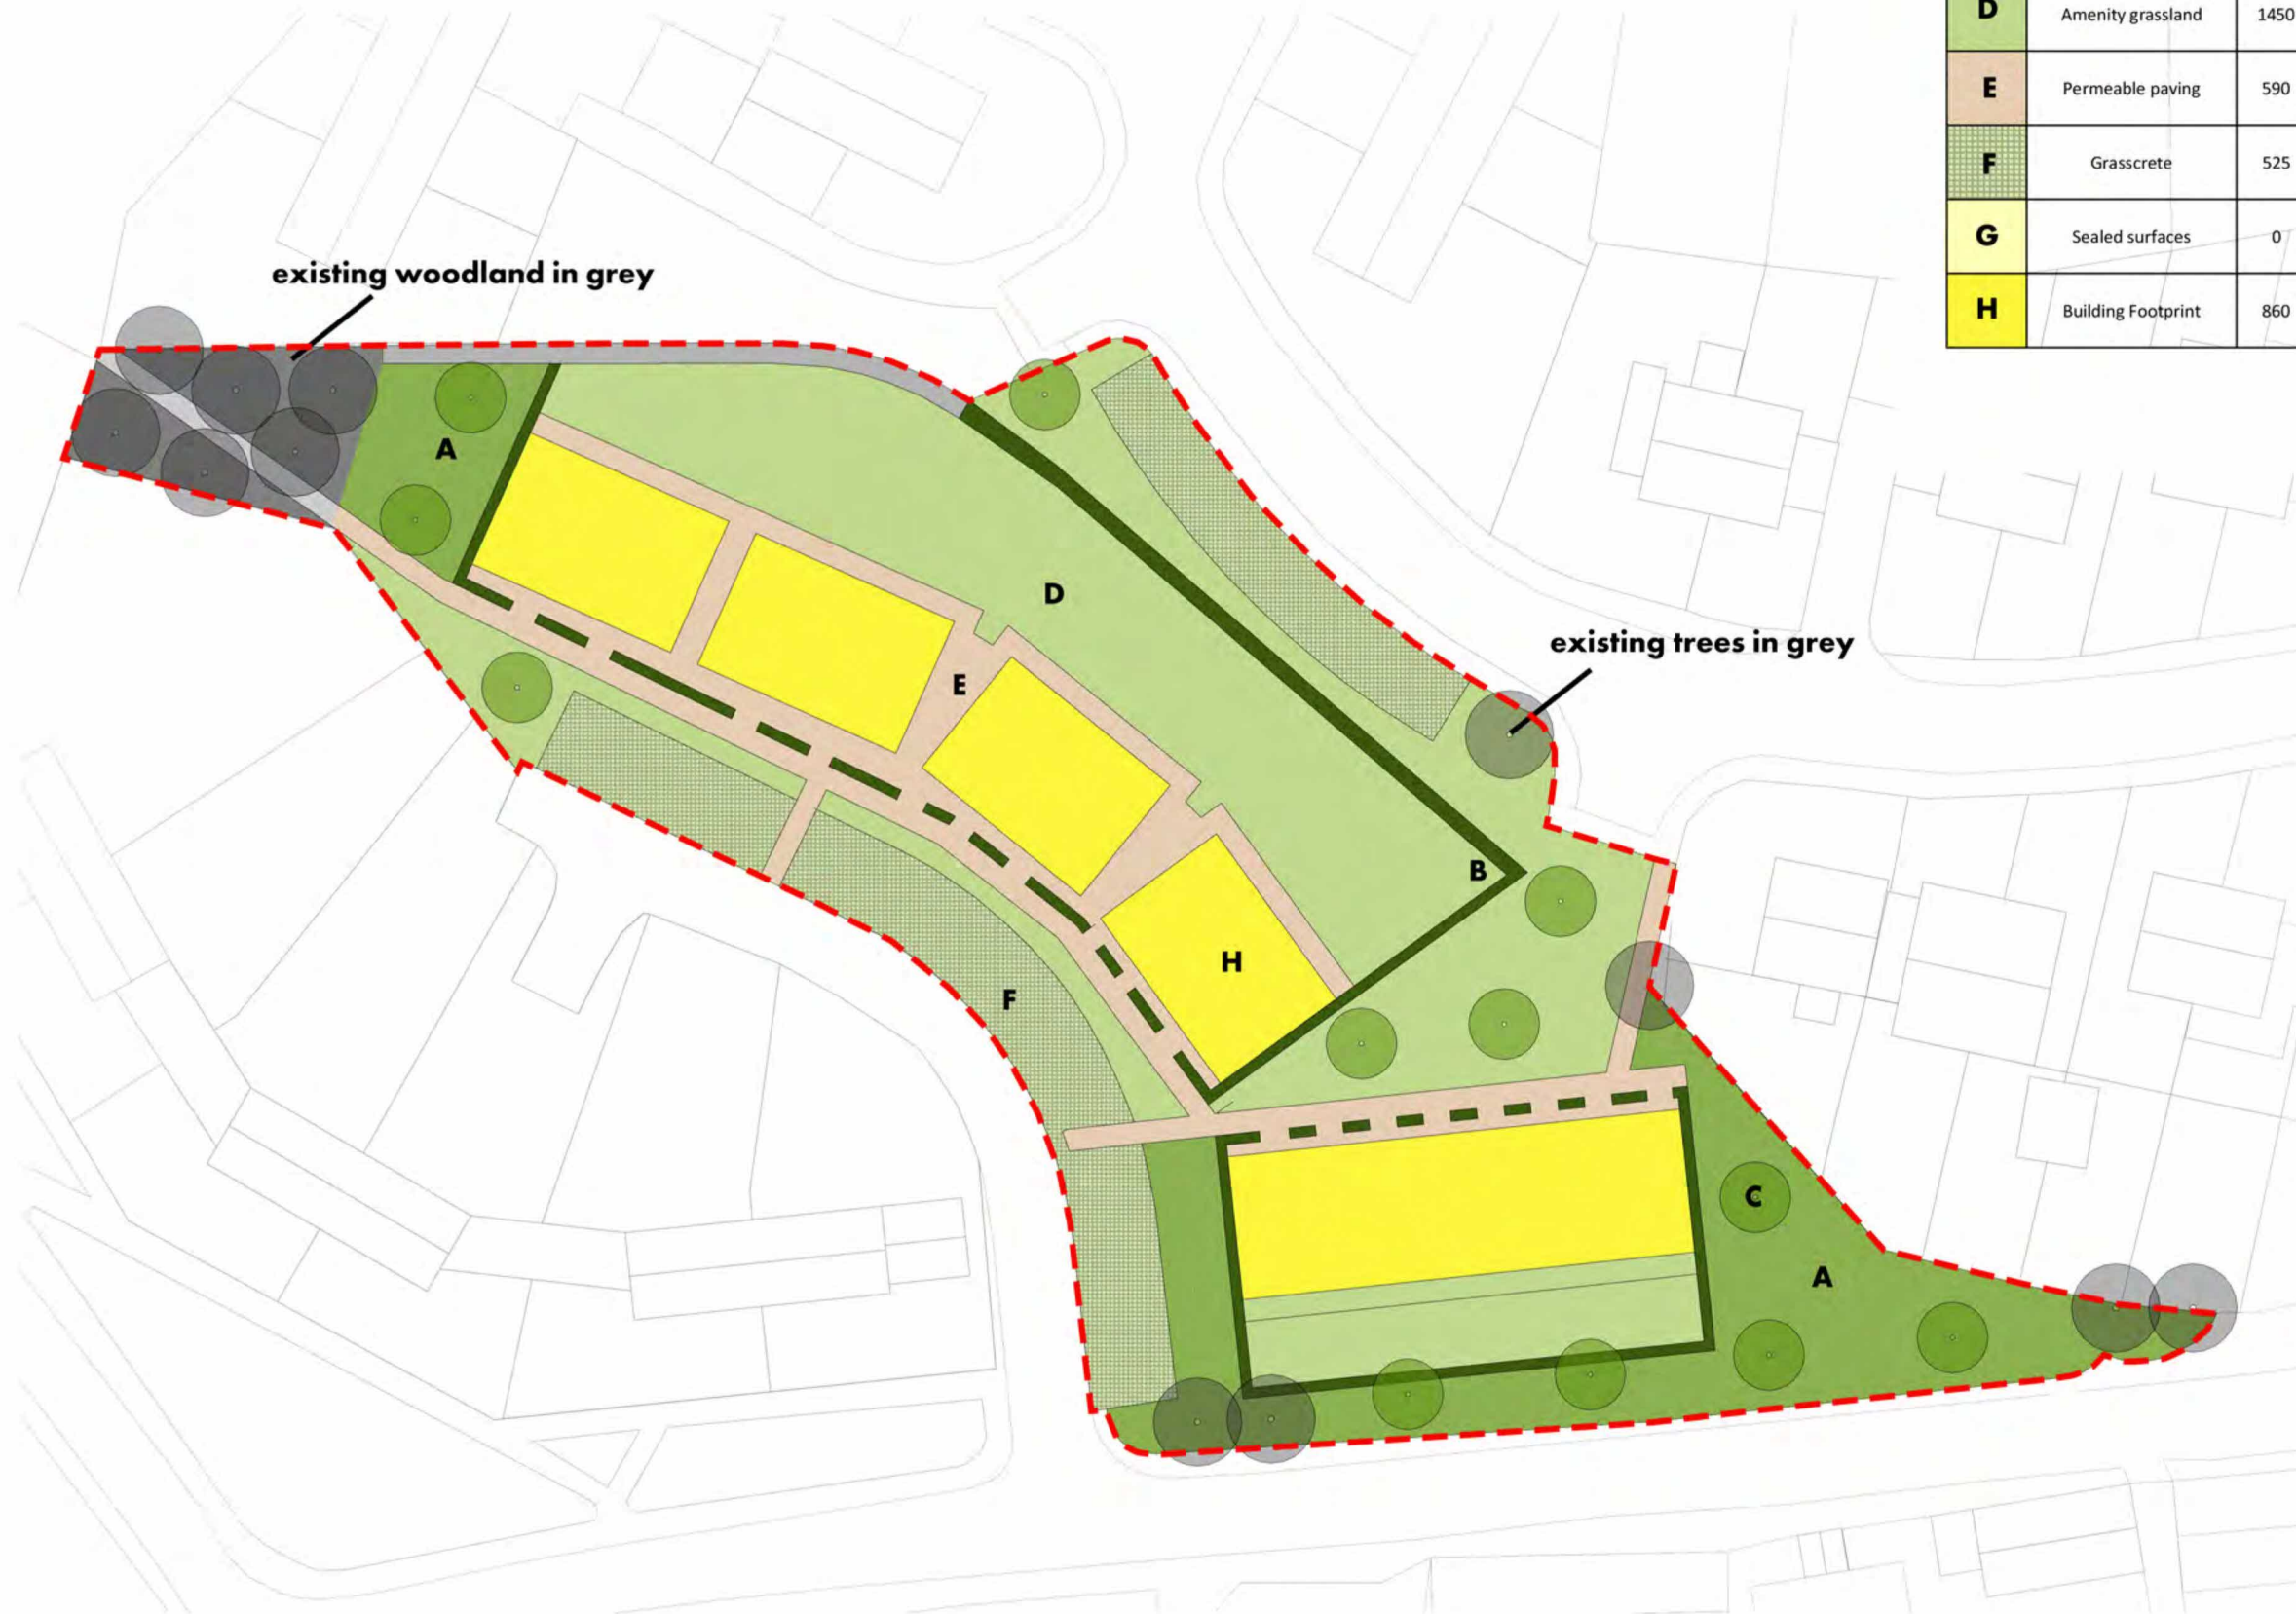 D Amenity grassland 1450
E Permeable paving 590
F Grasscrete 525
G Sealed surfaces 0
H Building Footprint 860
existing woodland in grey
A
D
existing trees in grey
E
B
H
F
C
A